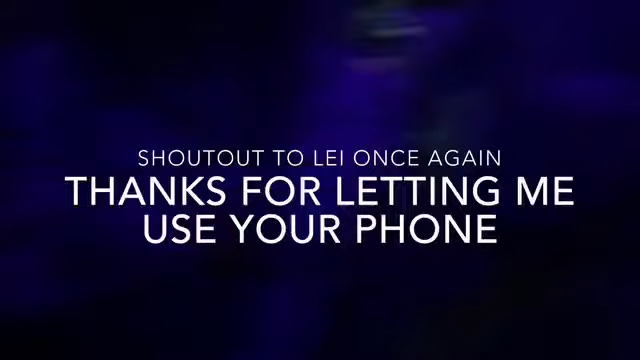 SHOUTOUT TO LEI ONCE AGAIN
THANKS FOR LETTING ME
USE YOUR PHONE